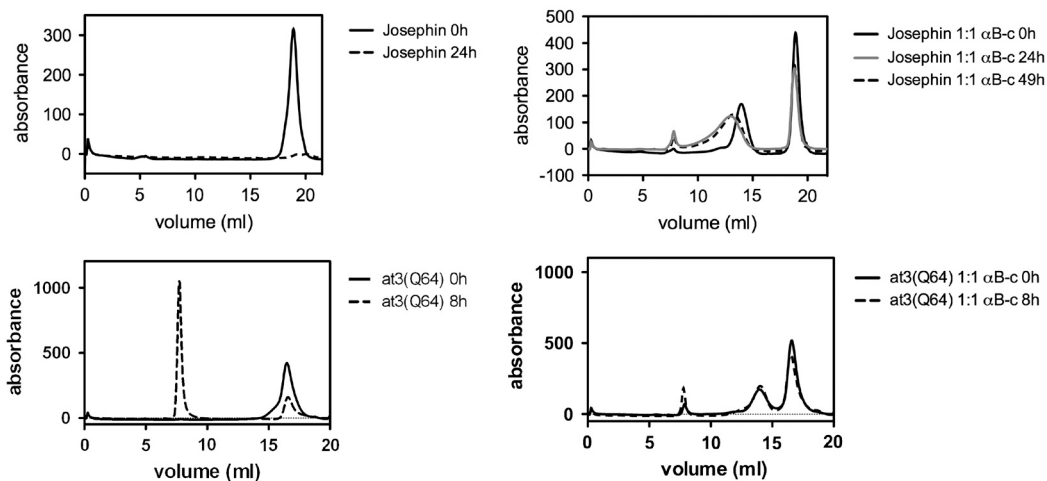 300
200
100
0
absorbance
0 5 10 15 20
volume (ml)
Josephin 0h
Josephin 24h
500
400
300
200
100
0
-100
absorbance
0 5 10 15 20
volume (ml)
Josephin 1:1 αB-c 0h
Josephin 1:1 αB-c 24h
Josephin 1:1 αB-c 49h
1000
500
0
absorbance
0 5 10 15 20
volume (ml)
at3(Q64) 0h
at3(Q64) 8h
1000
500
0
absorbance
0 5 10 15 20
volume (ml)
at3(Q64) 1:1 αB-c 0h
at3(Q64) 1:1 αB-c 8h